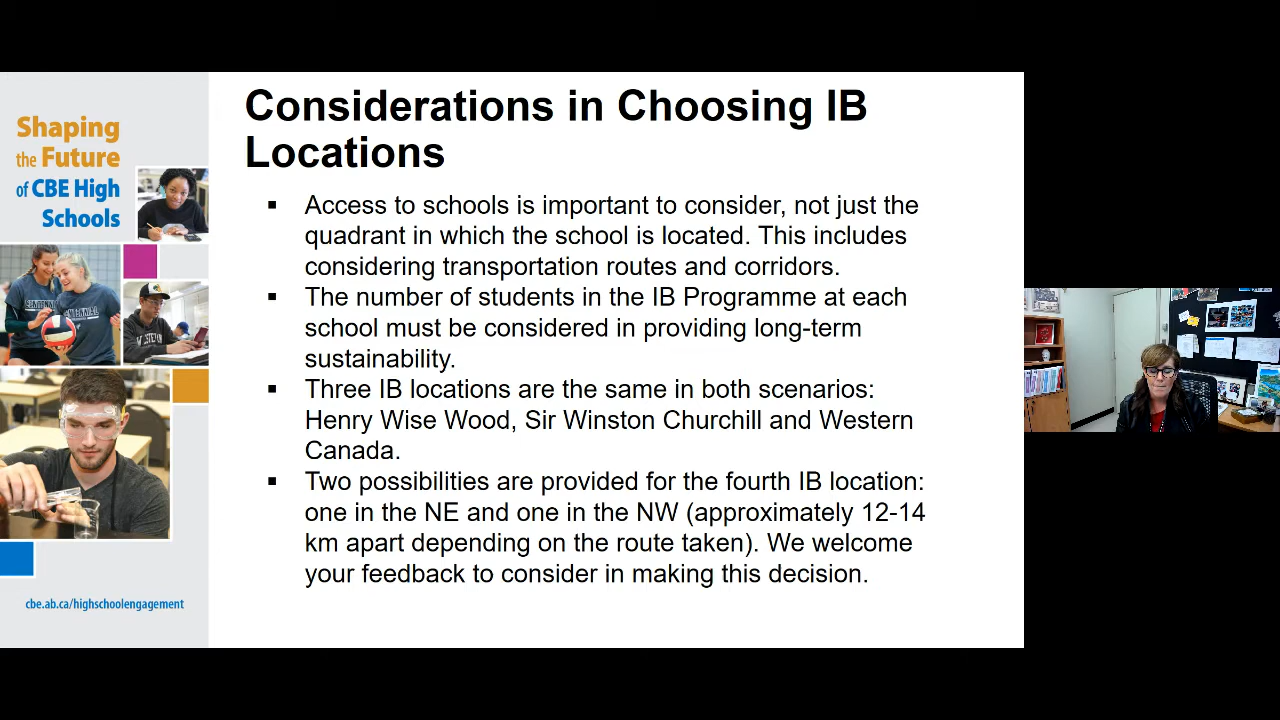 Shaping
the Future
of CBE High
Schools
cbe.ab.ca/highschoolengagement
Considerations in Choosing IB
Locations
▪ Access to schools is important to consider, not just the
quadrant in which the school is located. This includes
considering transportation routes and corridors.
▪ The number of students in the IB Programme at each
school must be considered in providing long-term
sustainability.
▪ Three IB locations are the same in both scenarios:
Henry Wise Wood, Sir Winston Churchill and Western
Canada.
▪ Two possibilities are provided for the fourth IB location:
one in the NE and one in the NW (approximately 12-14
km apart depending on the route taken). We welcome
your feedback to consider in making this decision.